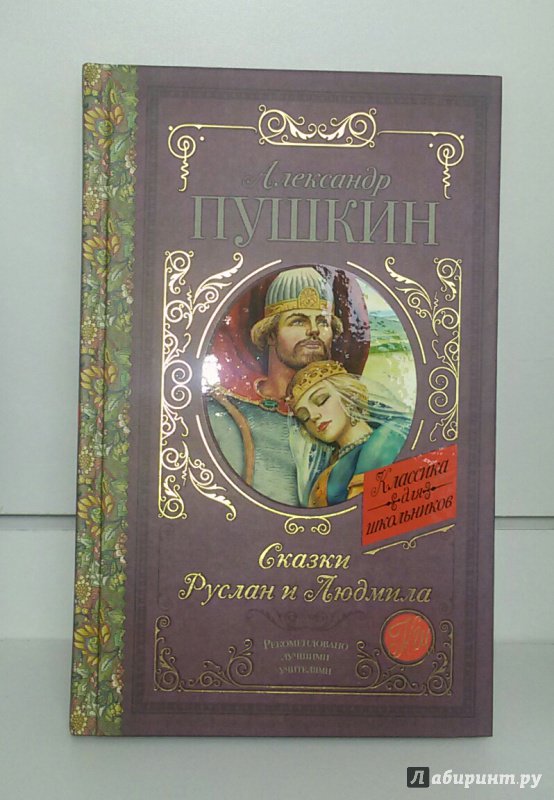 Александр
ПУШКИН
Классика
для
школьников
Сказки
Руслан и Людмила
Рекомендовано
лучшими
учителями
Лабиринт.ру